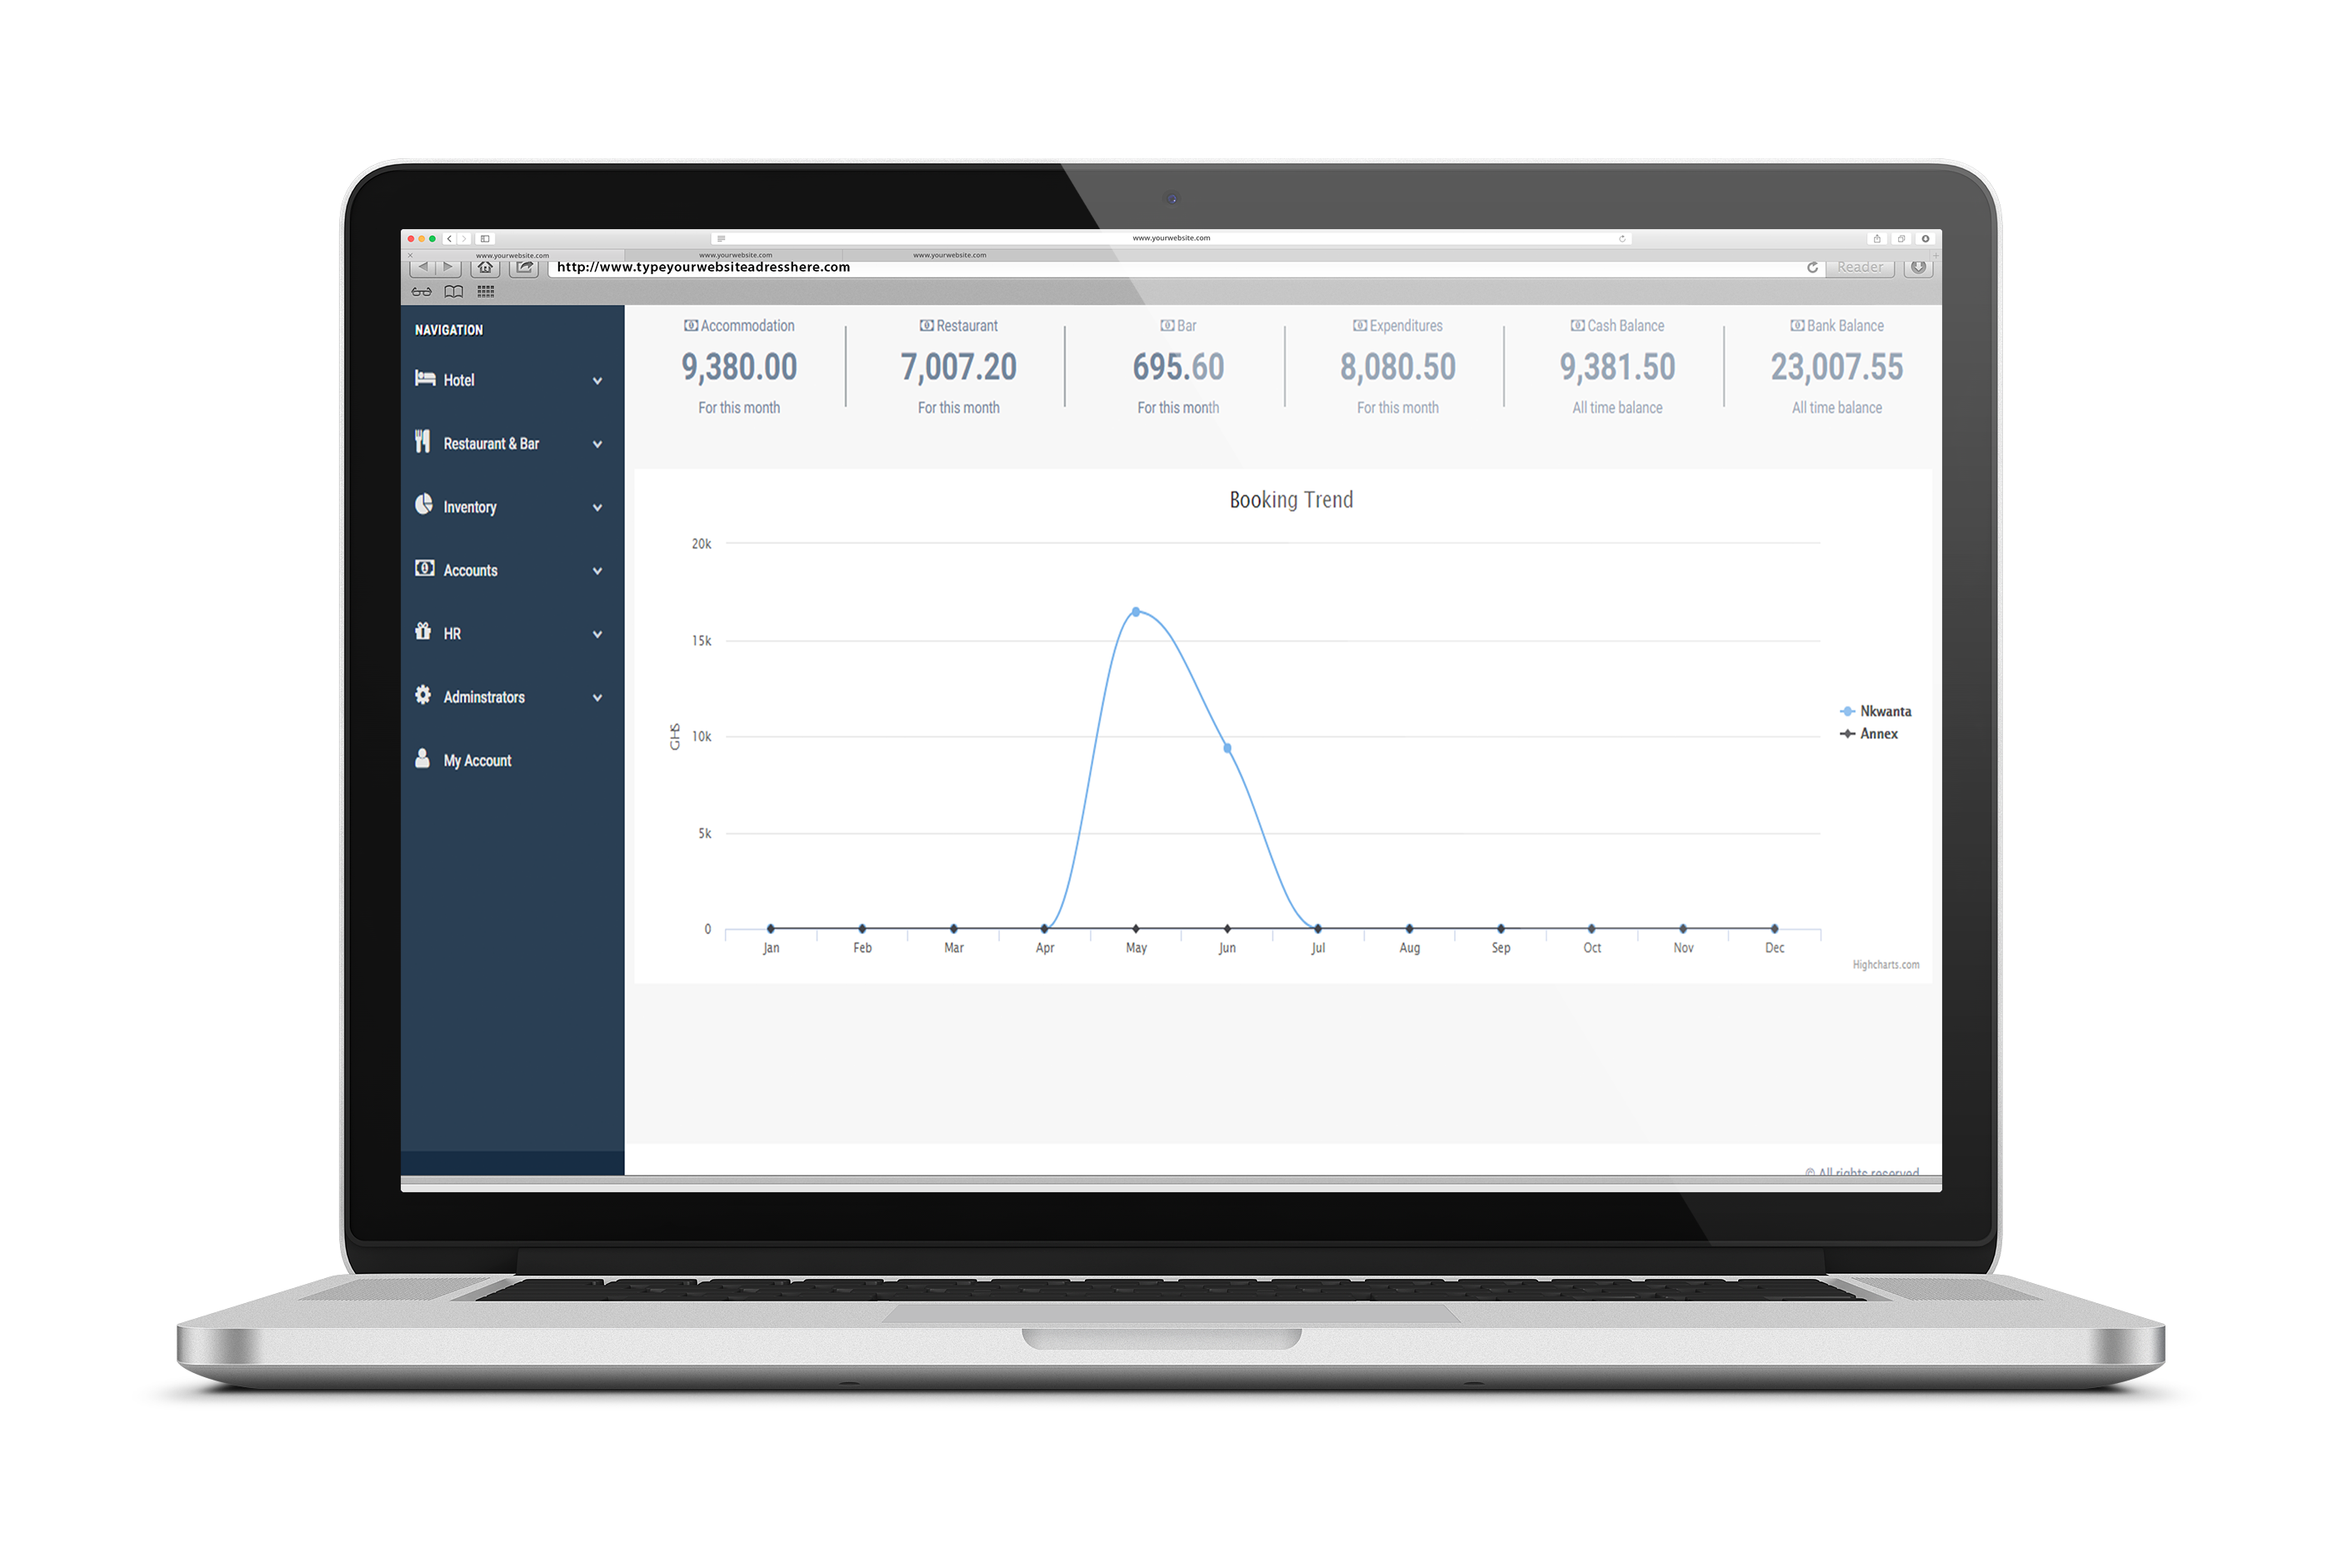 www.yourwebsite.com
www.yourwebsite.com www.yourwebsite.com www.yourwebsite.com
http://www.typeyourwebsiteadresshere.com
Reader
NAVIGATION
Hotel
Restaurant & Bar
Inventory
Accounts
HR
Adminstrators
My Account
Accommodation
9,380.00
For this month
Restaurant
7,007.20
For this month
Bar
695.60
For this month
Expenditures
8,080.50
For this month
Cash Balance
9,381.50
All time balance
Bank Balance
23,007.55
All time balance
Booking Trend
20k
15k
10k
5k
0
GHS
Jan Feb Mar Apr May Jun Jul Aug Sep Oct Nov Dec
Nkwanta
Annex
Highcharts.com
© All rights reserved